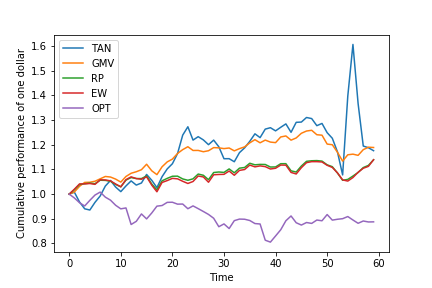 TAN
GMV
RP
EW
OPT
Cumulative performance of one dollar
1.6
1.5
1.4
1.3
1.2
1.1
1.0
0.9
0.8
0 10 20 30 40 50 60
Time